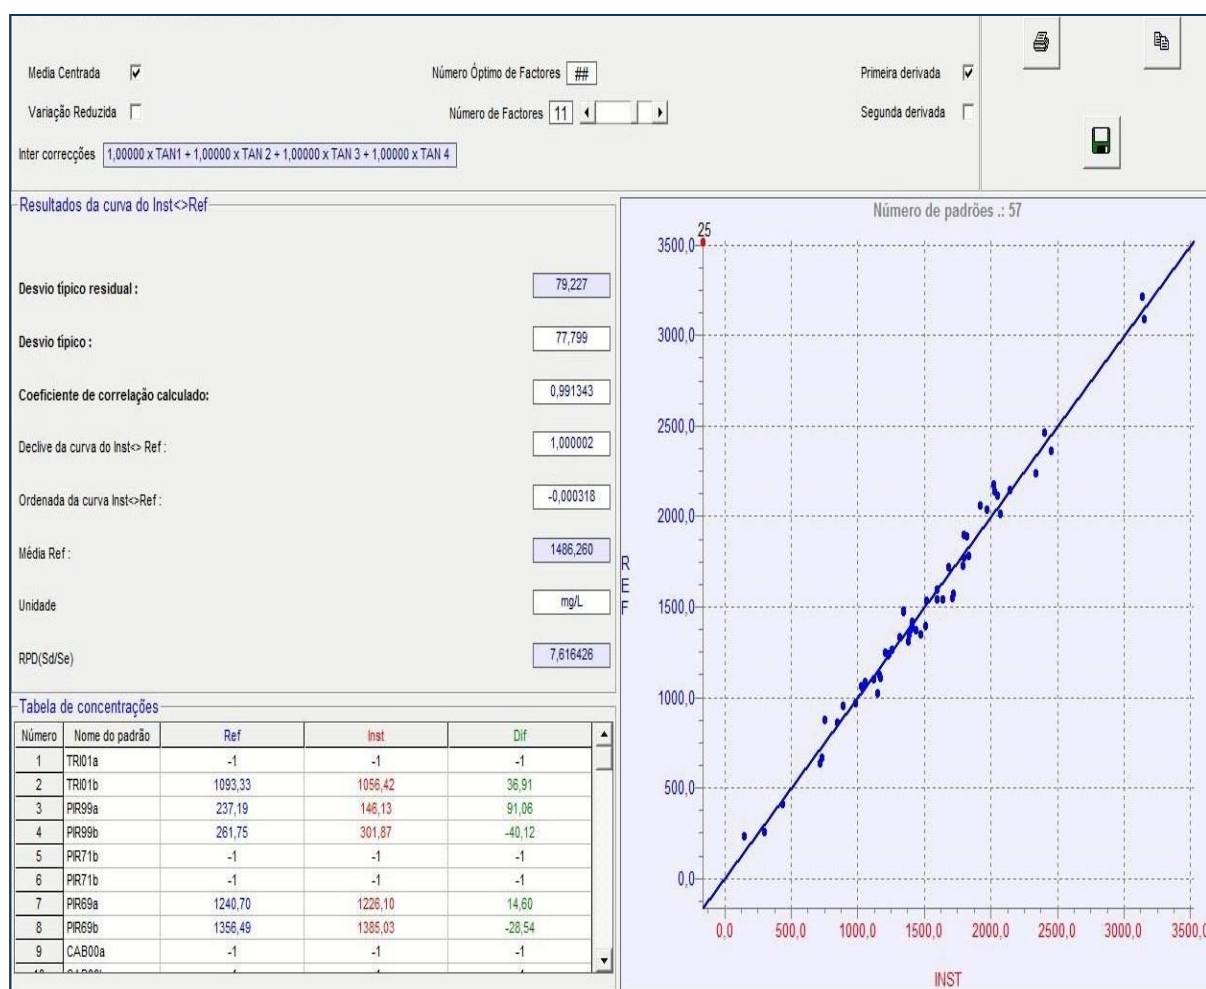 Media Centrada
Número Óptimo de Factores ##
Primeira derivada
Variação Reduzida
Número de Factores 11
Segunda derivada
Inter correcções 1,00000 x TAN1 + 1,00000 x TAN 2 + 1,00000 x TAN 3 + 1,00000 x TAN 4
Resultados da curva do Inst<>Ref
Desvio típico residual : 79,227
Desvio típico : 77,799
Coeficiente de correlação calculado: 0,991343
Declive da curva do Inst<> Ref : 1,000002
Ordenada da curva Inst<>Ref : -0,000318
Média Ref : 1486,260
Unidade mg/L
RPD(Sd/Se) 7,616426
Tabela de concentrações
Número Nome do padrão Ref Inst Dif
1 TRI01a -1 -1 -1
2 TRI01b 1093,33 1056,42 36,91
3 PIR99a 237,19 146,13 91,06
4 PIR99b 261,75 301,87 -40,12
5 PIR71b -1 -1 -1
6 PIR71b -1 -1 -1
7 PIR69a 1240,70 1226,10 14,60
8 PIR69b 1356,49 1385,03 -28,54
9 CAB00a -1 -1 -1
Número de padrões .: 57
25
3500,0
3000,0
2500,0
2000,0
1500,0
1000,0
500,0
0,0
REF
0,0 500,0 1000,0 1500,0 2000,0 2500,0 3000,0 3500,0
INST